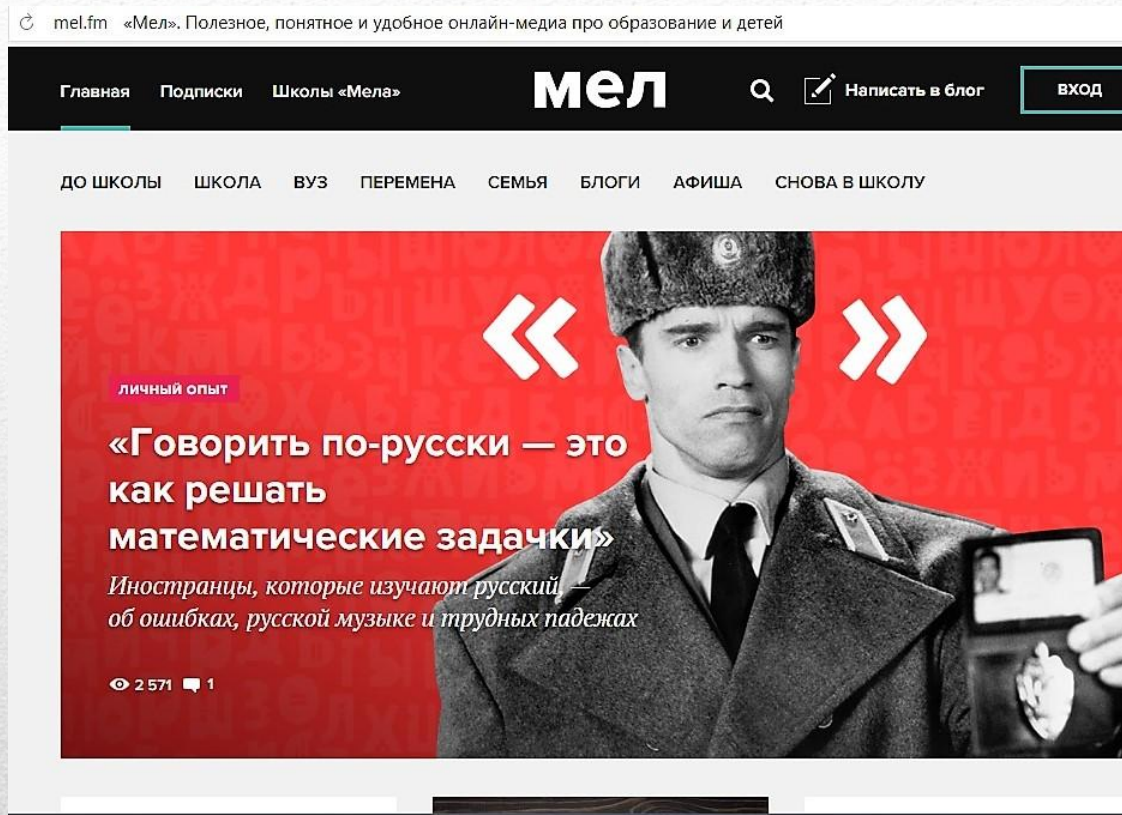 mel.fm «Мел». Полезное, понятное и удобное онлайн-медиа про образование и детей
Главная Подписки Школы «Мела» мел Написать в блог ВХОД
ДО ШКОЛЫ ШКОЛА ВУЗ ПЕРЕМЕНА СЕМЬЯ БЛОГИ АФИША СНОВА В ШКОЛУ
« »
ЛИЧНЫЙ ОПЫТ
«Говорить по-русски — это
как решать
математические задачки»
Иностранцы, которые изучают русский, —
об ошибках, русской музыке и трудных падежах
2 571 1